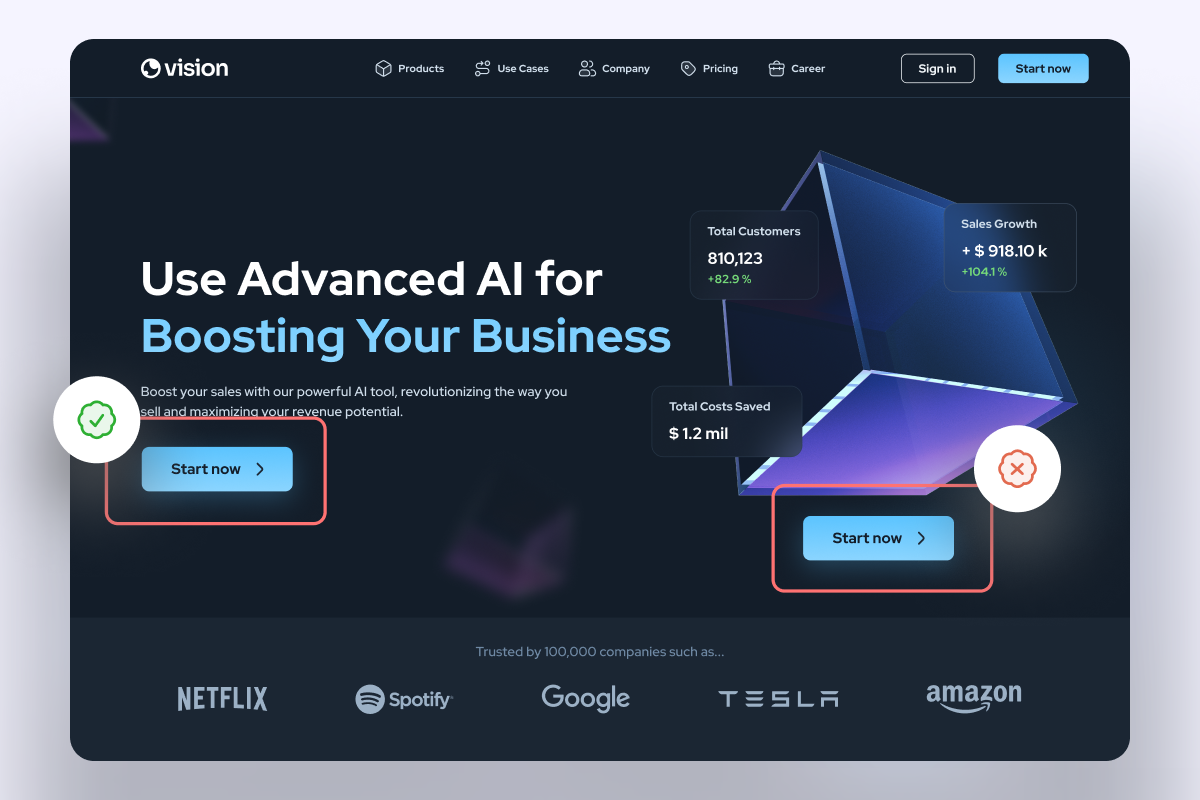 vision
Products
Use Cases
Company
Pricing
Career
Sign in
Start now
Use Advanced AI for
Boosting Your Business
Boost your sales with our powerful AI tool, revolutionizing the way you
sell and maximizing your revenue potential.
Start now
Total Customers
810,123
+82.9 %
Sales Growth
+ $ 918.10 k
+104.1 %
Total Costs Saved
$ 1.2 mil
Start now
Trusted by 100,000 companies such as...
NETFLIX
Spotify
Google
TESLA
amazon